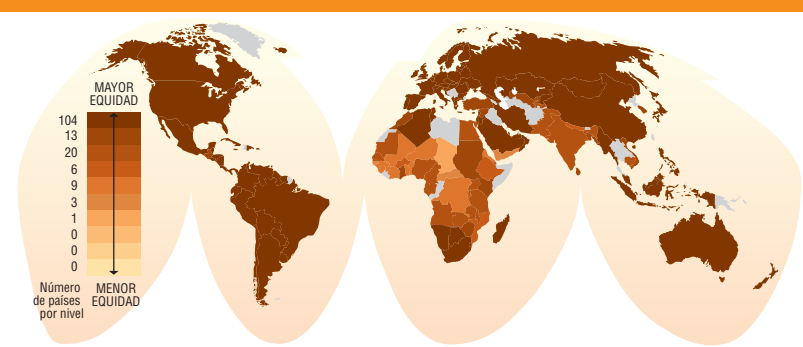 MAYOR
EQUIDAD
104
13
20
6
9
3
1
0
0
0
Número
de países
por nivel
MENOR
EQUIDAD